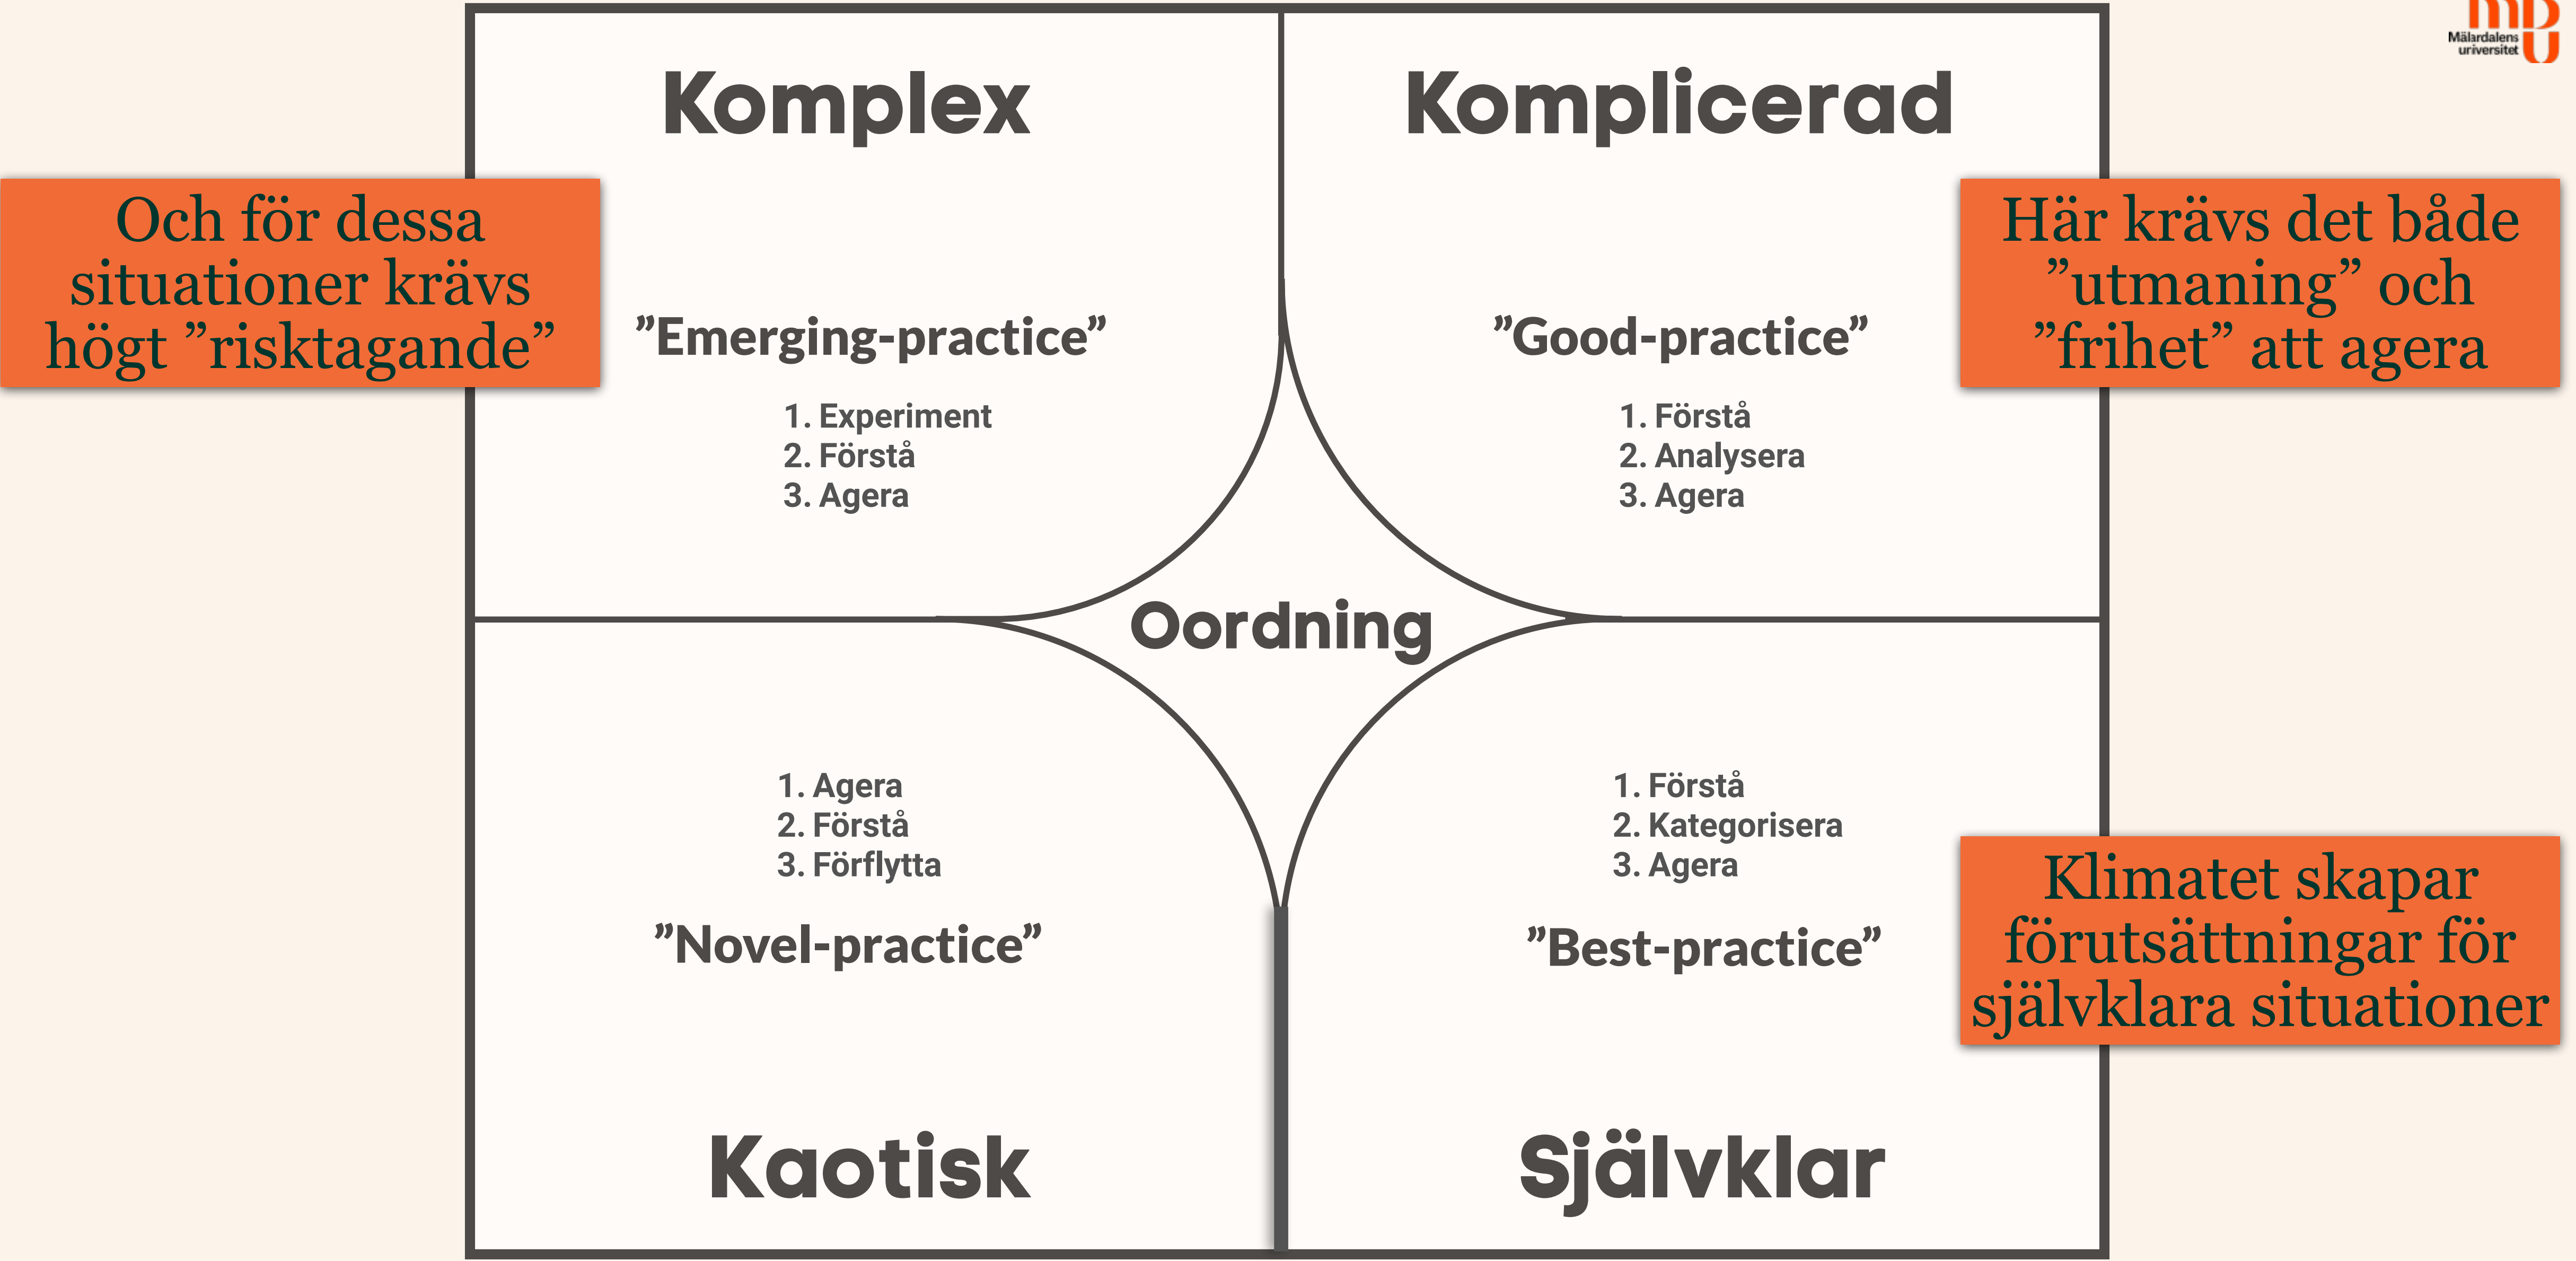 mD
Mälardalens
universitet
U
Komplex
Komplicerad
Och för dessa
situationer krävs
högt ”risktagande”
”Emerging-practice”
1. Experiment
2. Förstå
3. Agera
”Good-practice”
1. Förstå
2. Analysera
3. Agera
Här krävs det både
”utmaning” och
”frihet” att agera
Oordning
1. Agera
2. Förstå
3. Förflytta
”Novel-practice”
Kaotisk
1. Förstå
2. Kategorisera
3. Agera
”Best-practice”
Självklar
Klimatet skapar
förutsättningar för
självklara situationer